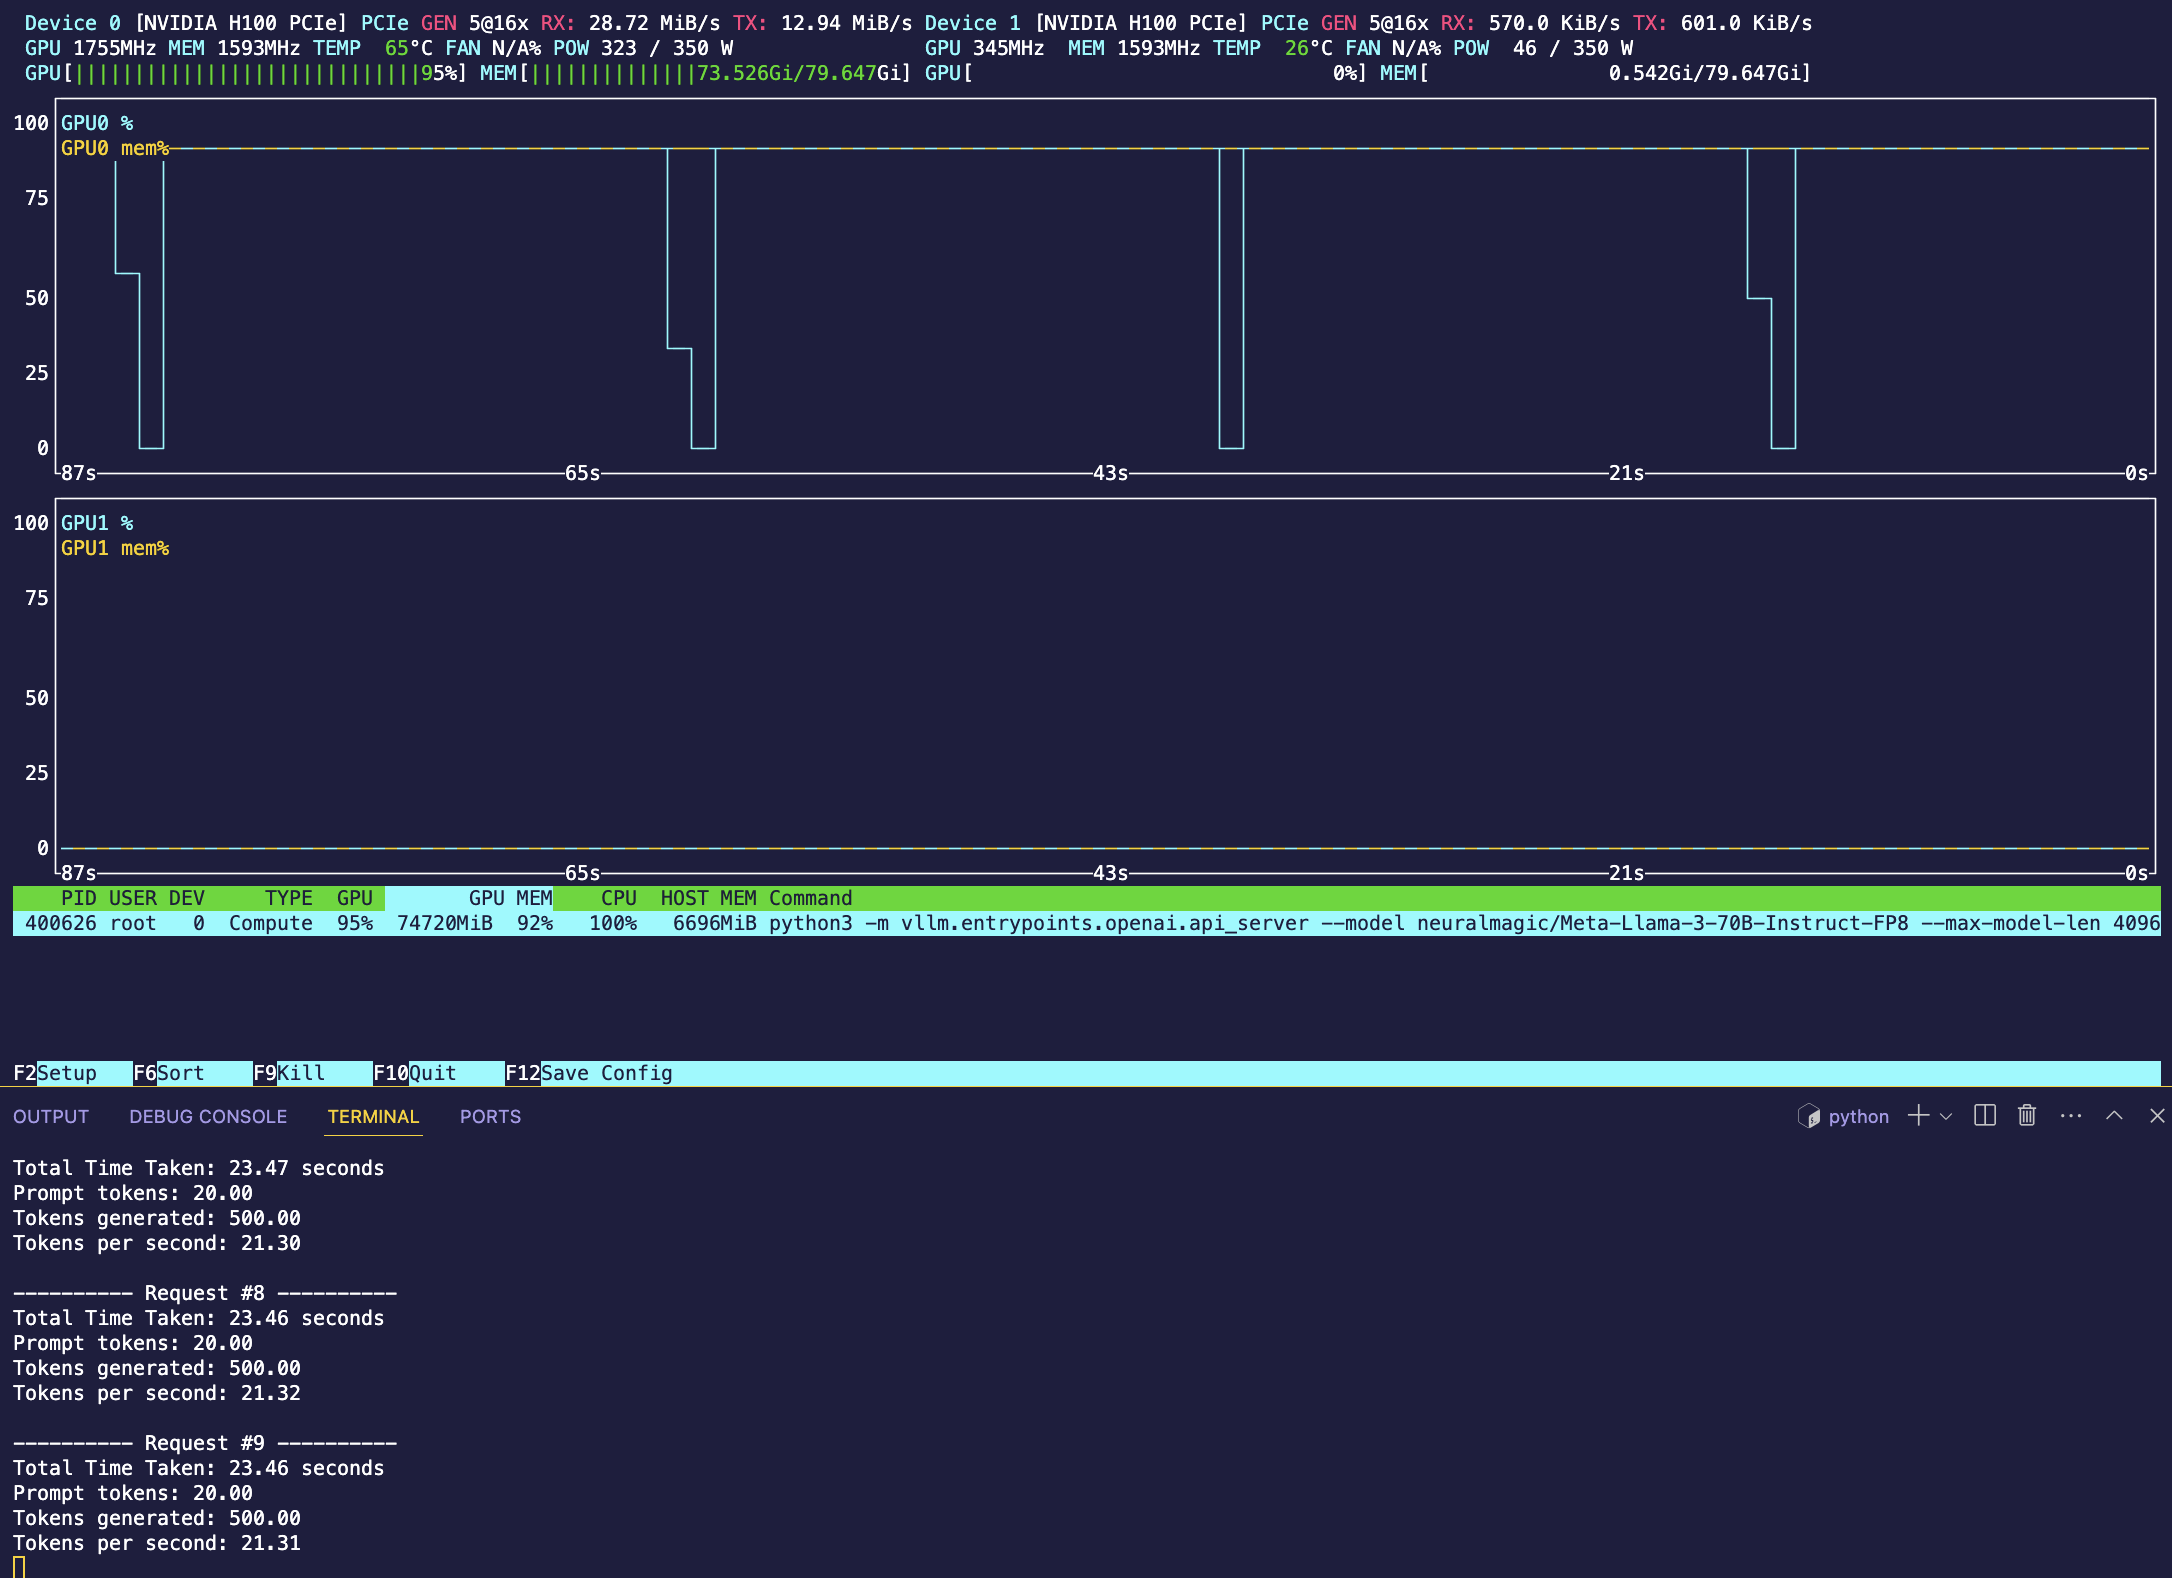 Device 0 [NVIDIA H100 PCIe] PCIe GEN 5@16x RX: 28.72 MiB/s TX: 12.94 MiB/s Device 1 [NVIDIA H100 PCIe] PCIe GEN 5@16x RX: 570.0 KiB/s TX: 601.0 KiB/s
GPU 1755MHz MEM 1593MHz TEMP 65°C FAN N/A% POW 323 / 350 W GPU 345MHz MEM 1593MHz TEMP 26°C FAN N/A% POW 46 / 350 W
GPU[|||||||||||||||||||||||||||||95%] MEM[||||||||||||||73.526Gi/79.647Gi] GPU[ 0%] MEM[ 0.542Gi/79.647Gi]
100 GPU0 %
GPU0 mem%
75
50
25
0
87s 65s 43s 21s 0s
100 GPU1 %
GPU1 mem%
75
50
25
0
87s 65s 43s 21s 0s
PID USER DEV TYPE GPU GPU MEM CPU HOST MEM Command
400626 root 0 Compute 95% 74720MiB 92% 100% 6696MiB python3 -m vllm.entrypoints.openai.api_server --model neuralmagic/Meta-Llama-3-70B-Instruct-FP8 --max-model-len 4096
F2Setup F6Sort F9Kill F10Quit F12Save Config
OUTPUT DEBUG CONSOLE TERMINAL PORTS python
Total Time Taken: 23.47 seconds
Prompt tokens: 20.00
Tokens generated: 500.00
Tokens per second: 21.30
---------- Request #8 ----------
Total Time Taken: 23.46 seconds
Prompt tokens: 20.00
Tokens generated: 500.00
Tokens per second: 21.32
---------- Request #9 ----------
Total Time Taken: 23.46 seconds
Prompt tokens: 20.00
Tokens generated: 500.00
Tokens per second: 21.31